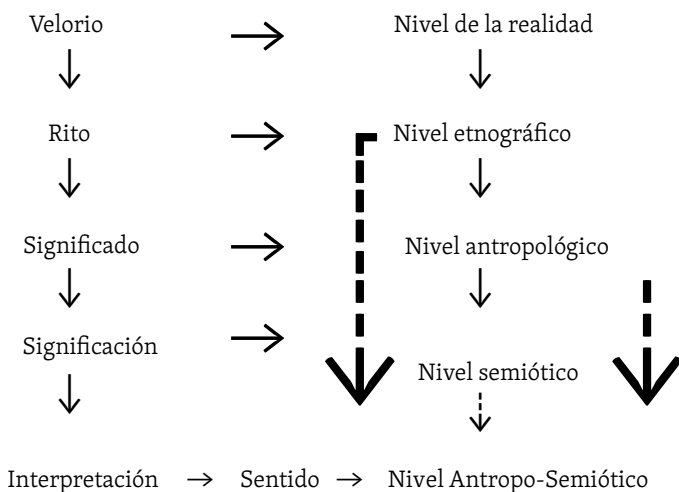 Velorio → Nivel de la realidad
Rito → Nivel etnográfico
Significado → Nivel antropológico
Significación → Nivel semiótico
Interpretación → Sentido → Nivel Antropo-Semiótico